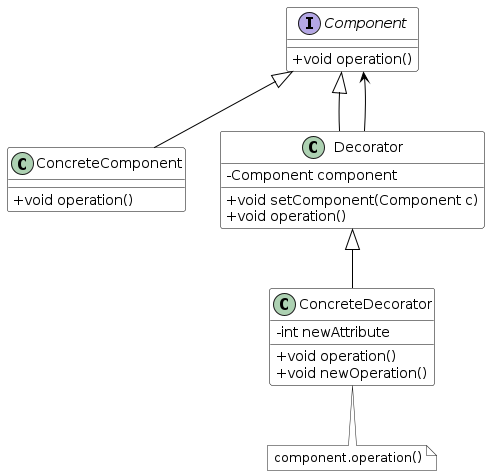 I Component
+void operation()
C ConcreteComponent
+void operation()
C Decorator
-Component component
+void setComponent(Component c)
+void operation()
C ConcreteDecorator
-int newAttribute
+void operation()
+void newOperation()
component.operation()